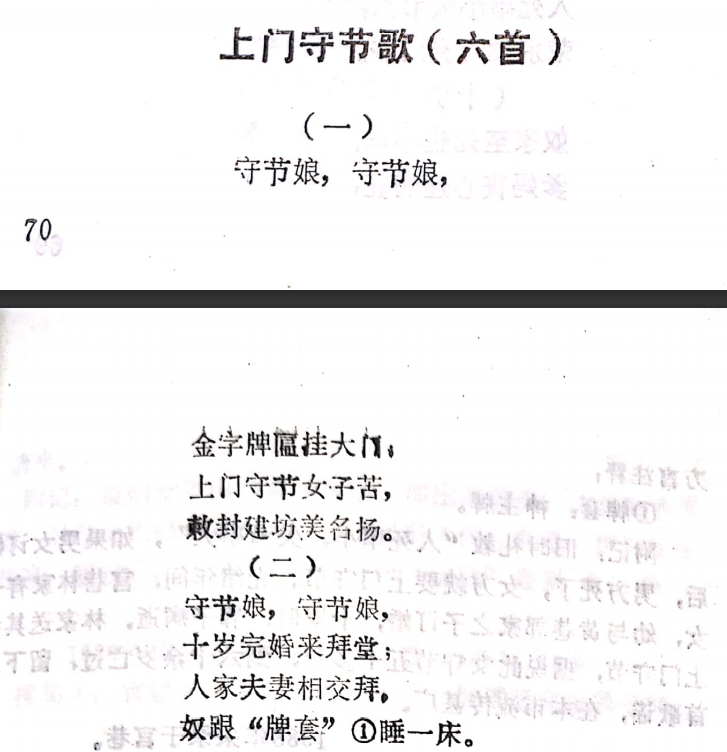 上门守节歌（六首）
（一）
守节娘，守节娘，
70
金字牌匾挂大门；
上门守节女子苦，
敕封建坊美名扬。
（二）
守节娘，守节娘，
十岁完婚来拜堂；
人家夫妻相交拜，
奴跟“牌套”①睡一床。